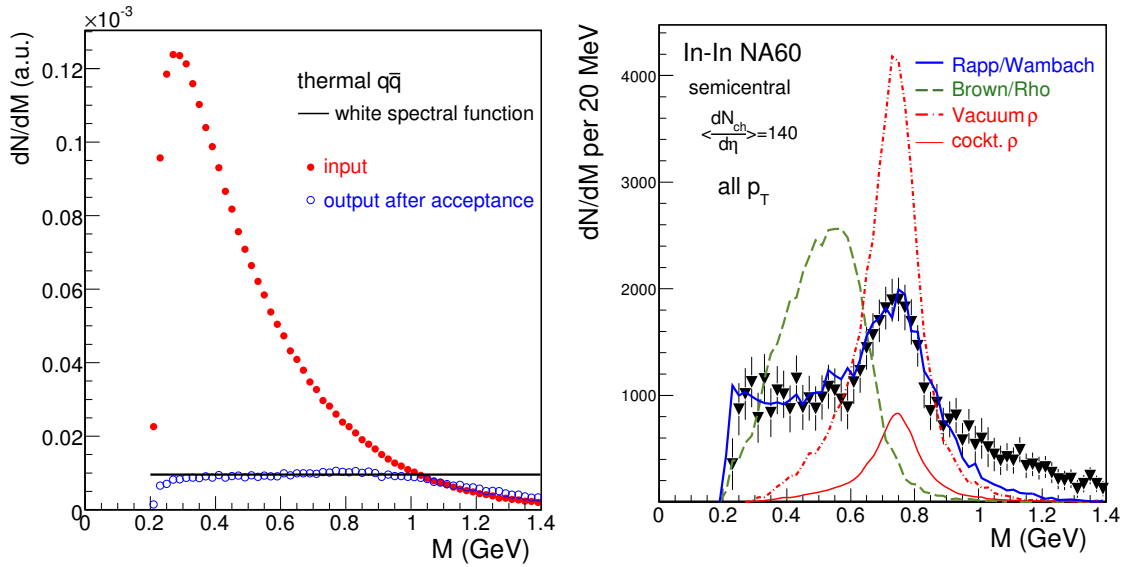 ×10⁻³
dN/dM (a.u.)
0.12
0.1
0.08
0.06
0.04
0.02
0
thermal qq̅
white spectral function
input
output after acceptance
0 0.2 0.4 0.6 0.8 1 1.2 1.4
M (GeV)
dN/dM per 20 MeV
4000
3000
2000
1000
0
In-In NA60
semicentral
<dN_ch/dη>=140
all p_T
Rapp/Wambach
Brown/Rho
Vacuum ρ
cockt. ρ
0 0.2 0.4 0.6 0.8 1 1.2 1.4
M (GeV)